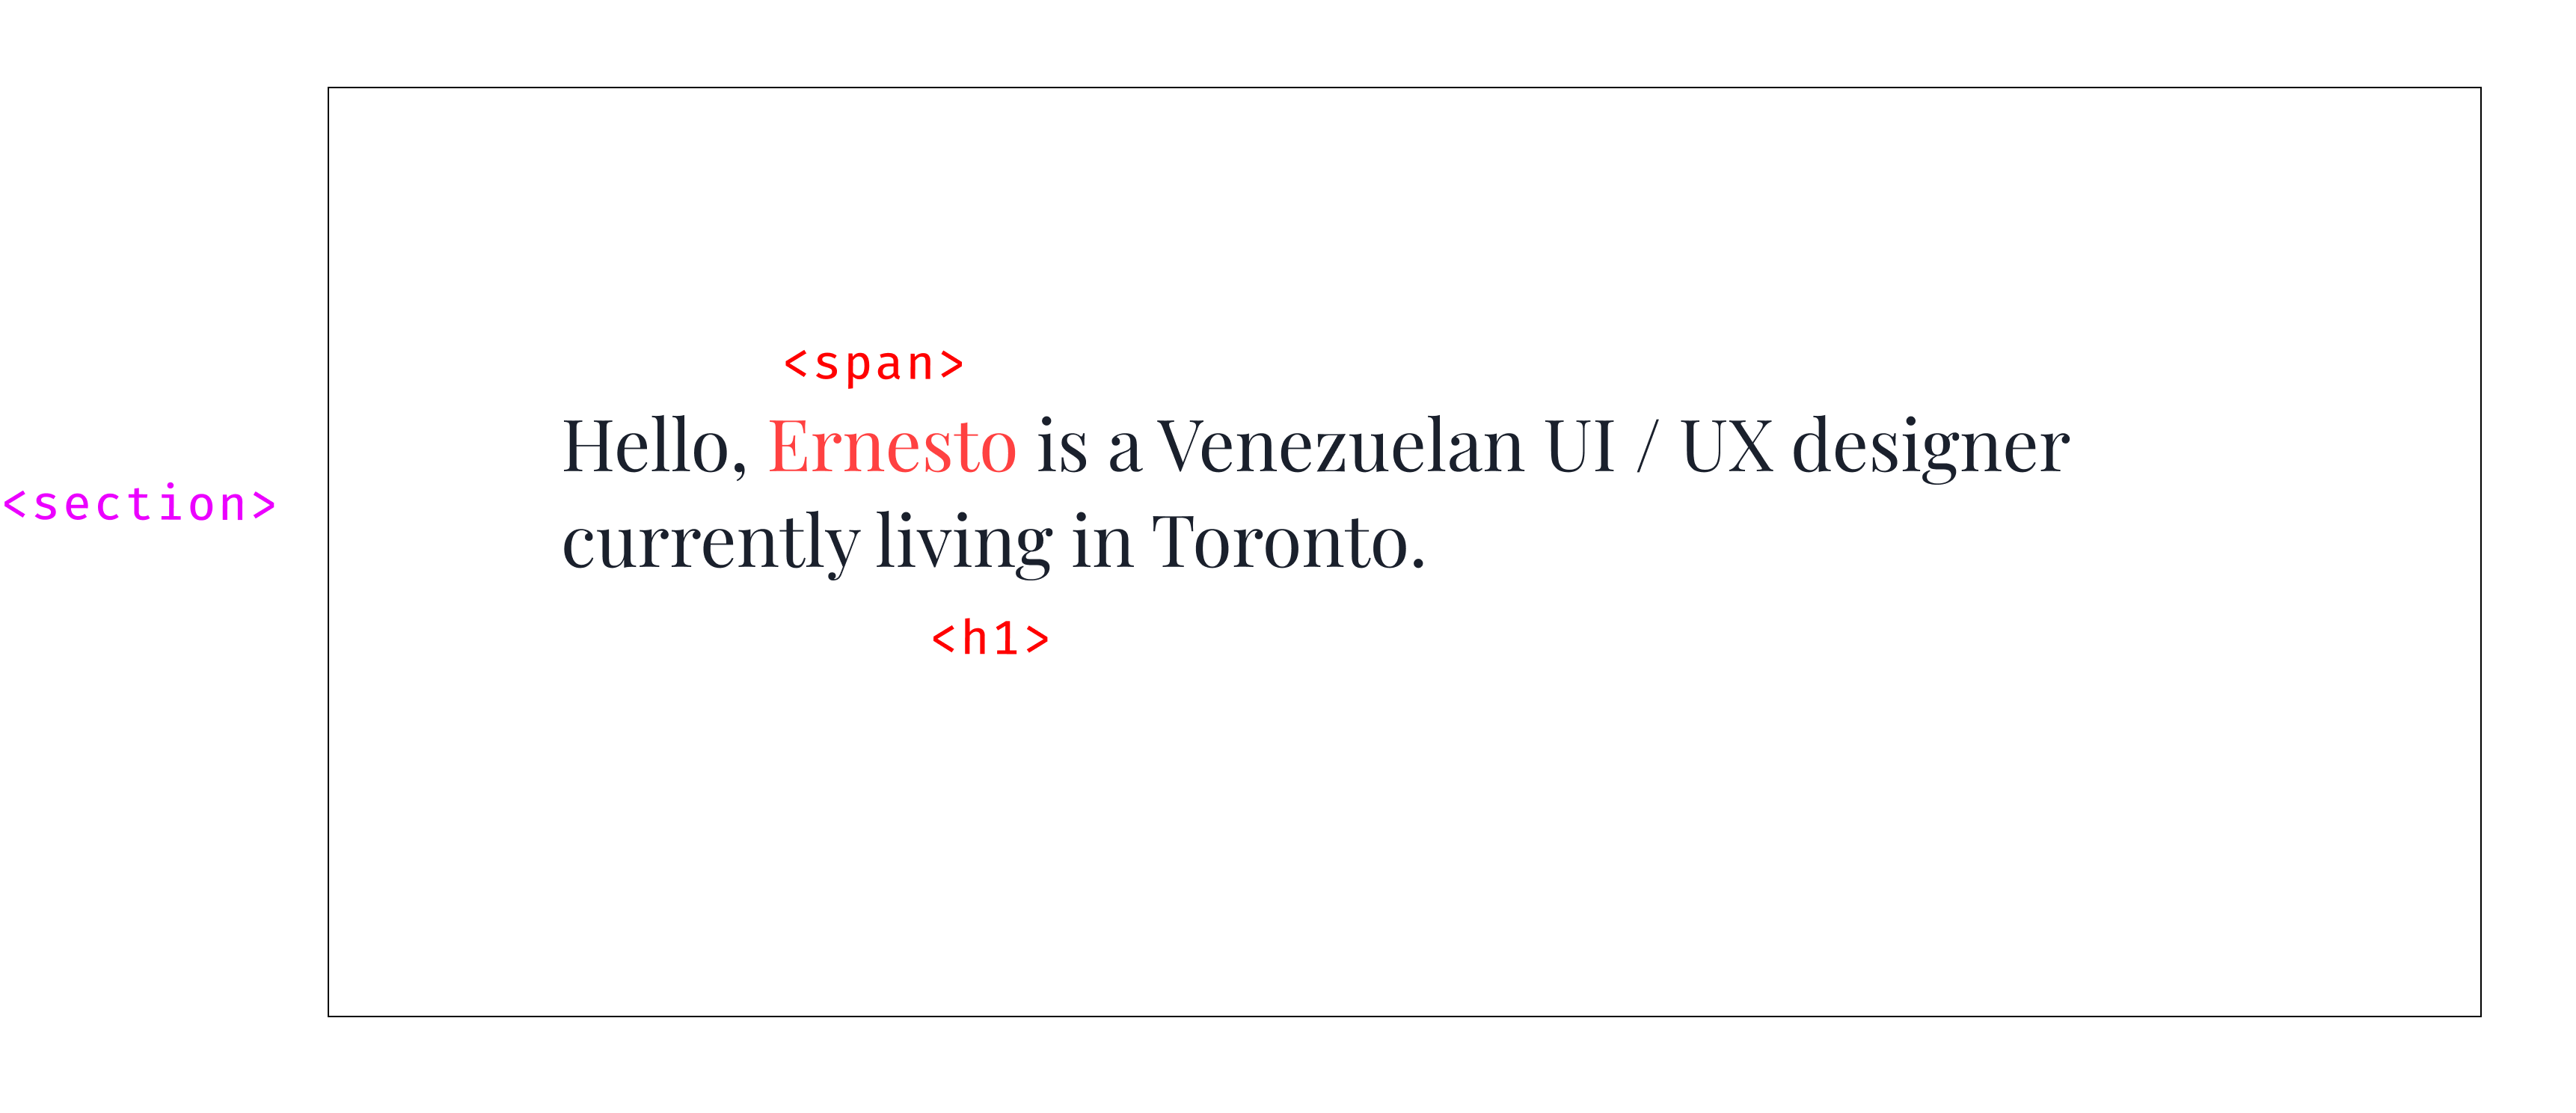 <span>
Hello, Ernesto is a Venezuelan UI / UX designer
<section>
currently living in Toronto.
<h1>